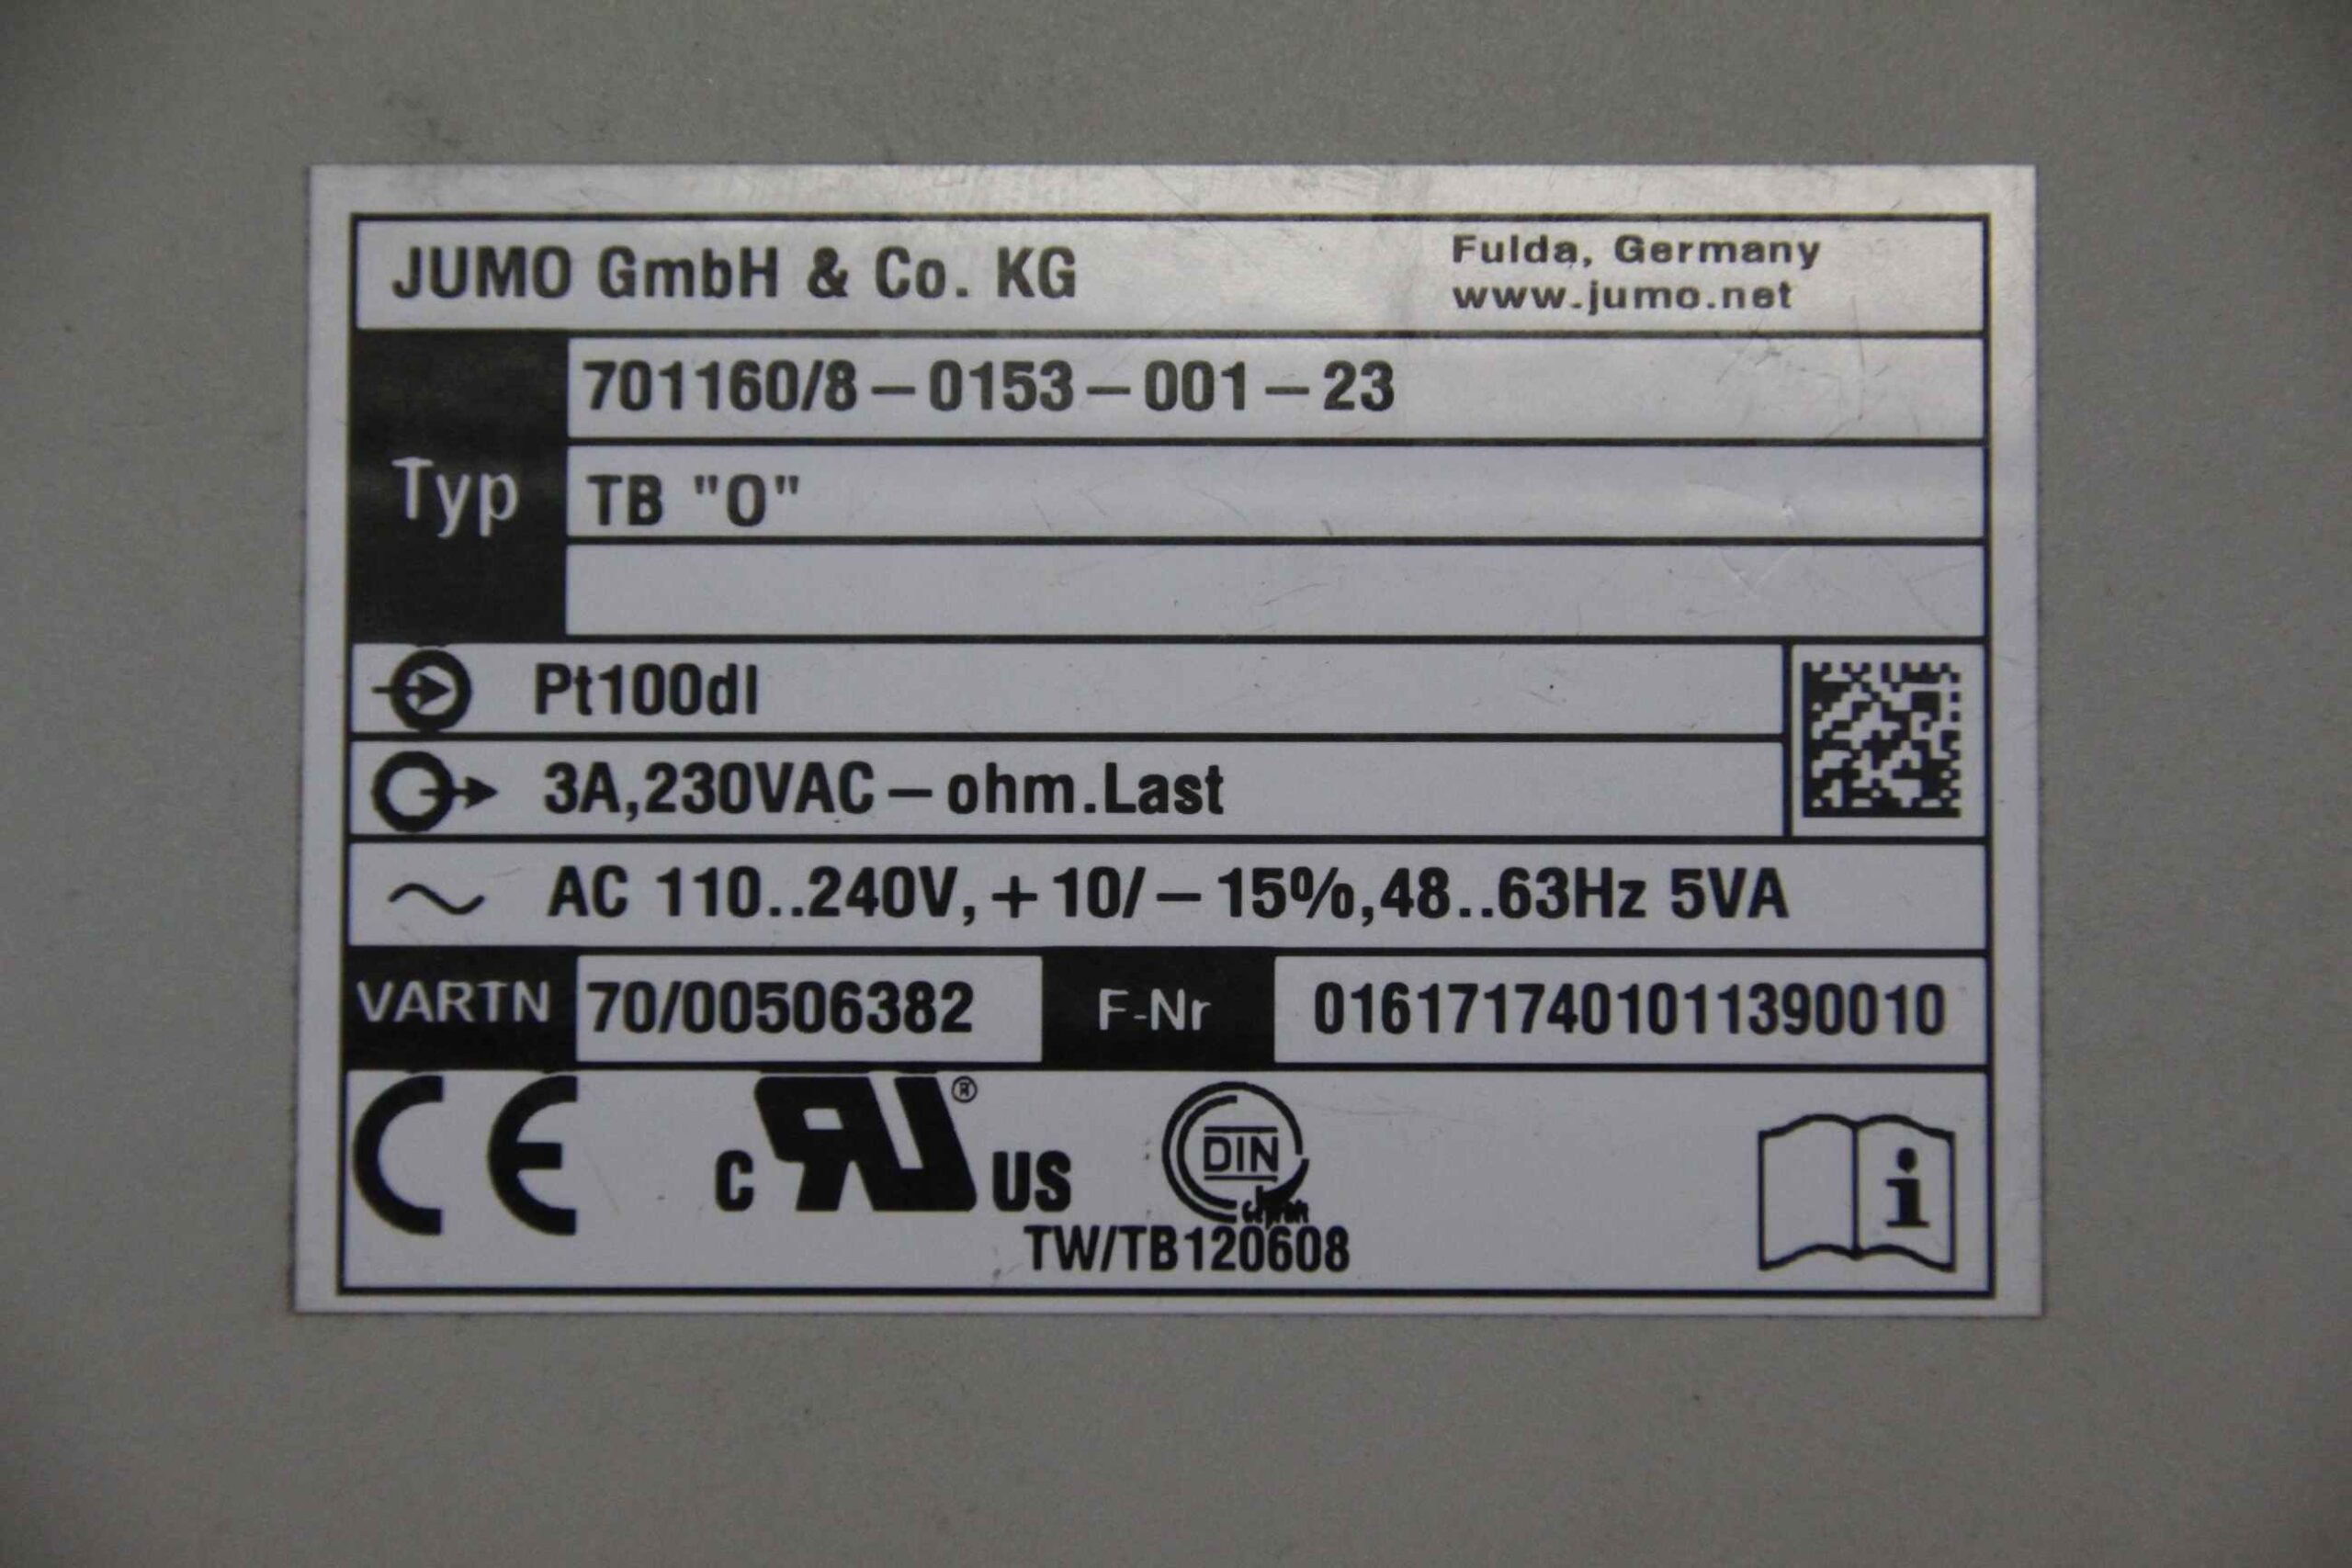 JUMO GmbH & Co. KG
Fulda, Germany
www.jumo.net
Typ
701160/8-0153-001-23
TB "O"
Pt100dl
3A,230VAC-ohm.Last
AC 110..240V,+10/-15%,48..63Hz 5VA
VARTN 70/00506382 F-Nr 0161717401011390010
CE c RU ® US DIN
TW/TB120608
i